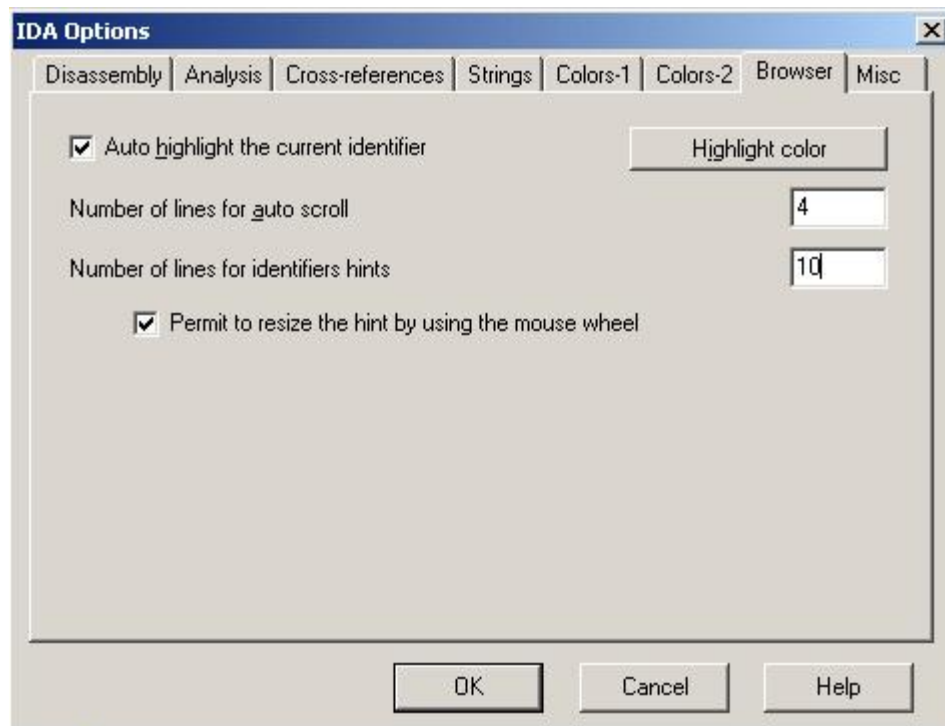 IDA Options
Disassembly Analysis Cross-references Strings Colors-1 Colors-2 Browser Misc
Auto highlight the current identifier Highlight color
Number of lines for auto scroll 4
Number of lines for identifiers hints 10
Permit to resize the hint by using the mouse wheel
OK Cancel Help